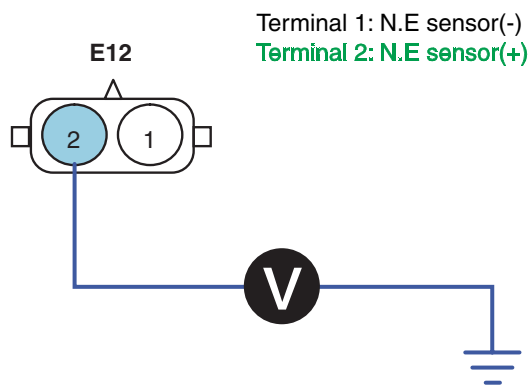 Terminal 1: N.E sensor(-)
E12
Terminal 2: N.E sensor(+)
2 1
V